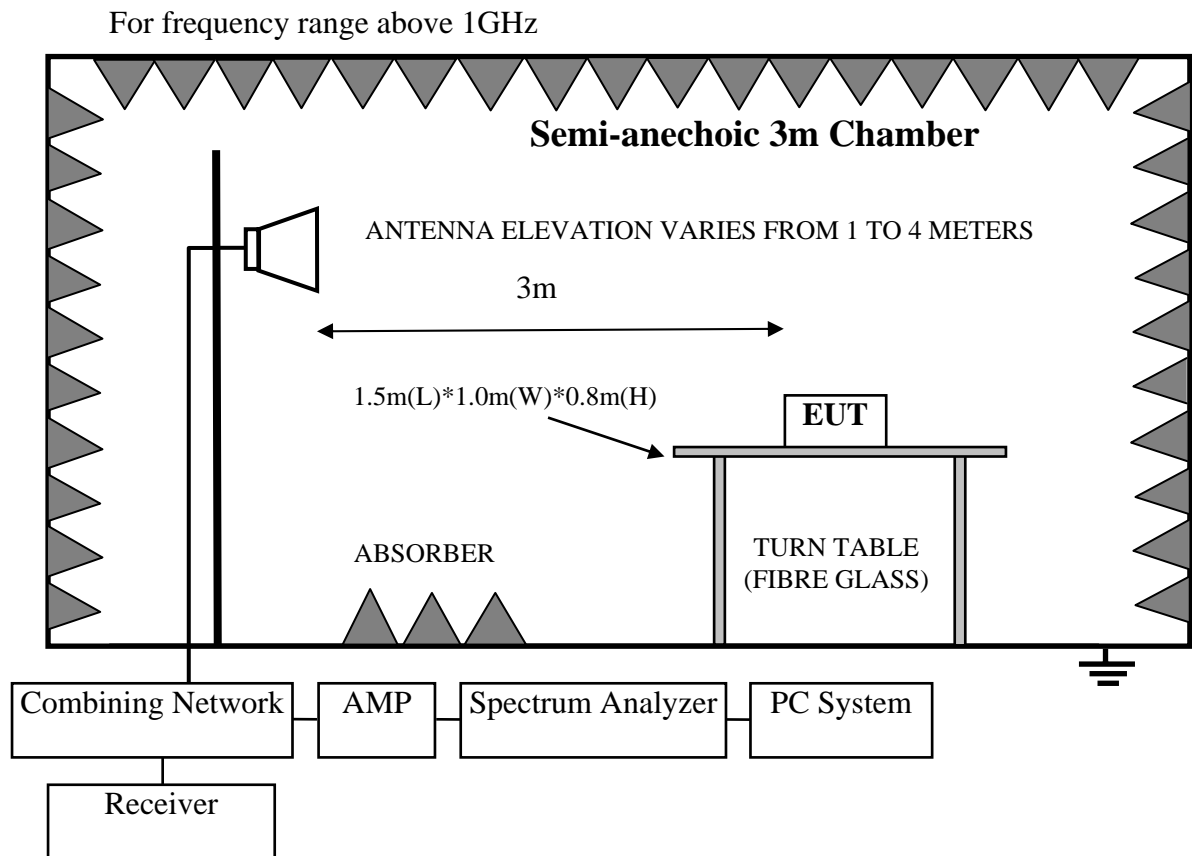 For frequency range above 1GHz
Semi-anechoic 3m Chamber
ANTENNA ELEVATION VARIES FROM 1 TO 4 METERS
3m
1.5m(L)*1.0m(W)*0.8m(H)
EUT
ABSORBER
TURN TABLE
(FIBRE GLASS)
Combining Network
AMP
Spectrum Analyzer
PC System
Receiver